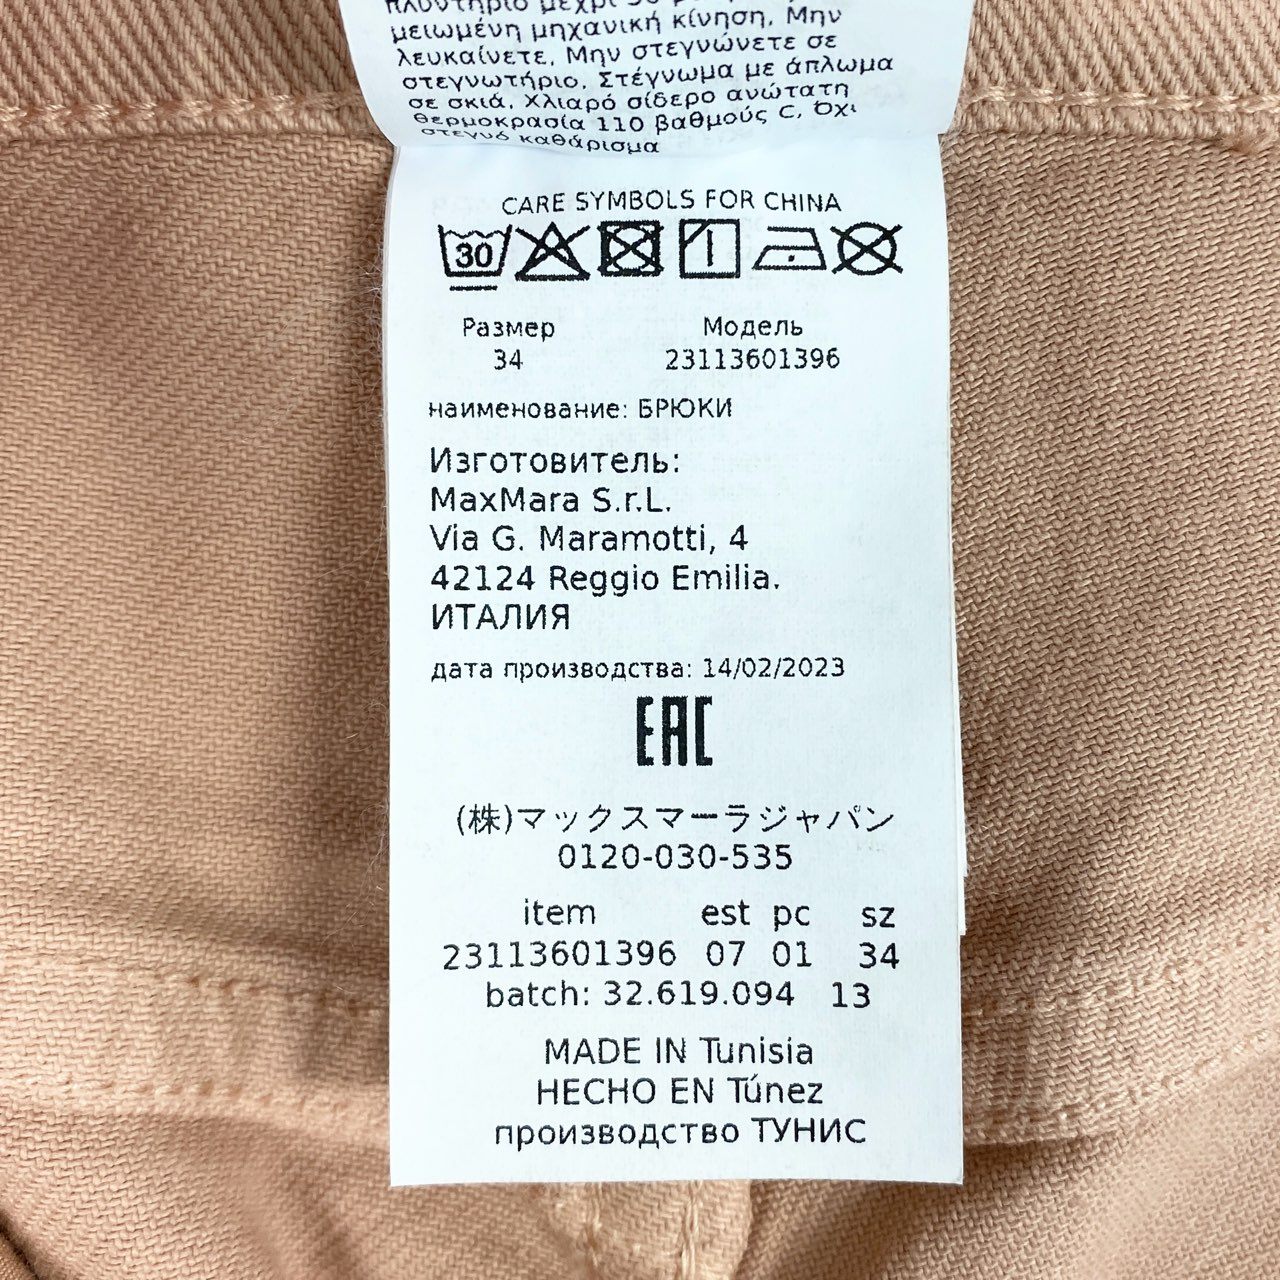 πλυντήριο μέχρι 30
μειωμένη μηχανική κίνηση, Μην
λευκαίνετε, Μην στεγνώνετε σε
στεγνωτήριο, Στέγνωμα με άπλωμα
σε σκιά, Χλιαρό σίδερο ανώτατη
θερμοκρασία 110 βαθμούς C, Όχι
στεγνό καθάρισμα
CARE SYMBOLS FOR CHINA
30
Размер Модель
34 23113601396
наименование: БРЮКИ
Изготовитель:
MaxMara S.r.L.
Via G. Maramotti, 4
42124 Reggio Emilia.
ИТАЛИЯ
дата производства: 14/02/2023
EAC
(株)マックスマーラジャパン
0120-030-535
item est pc sz
23113601396 07 01 34
batch: 32.619.094 13
MADE IN Tunisia
HECHO EN Túnez
производство ТУНИС